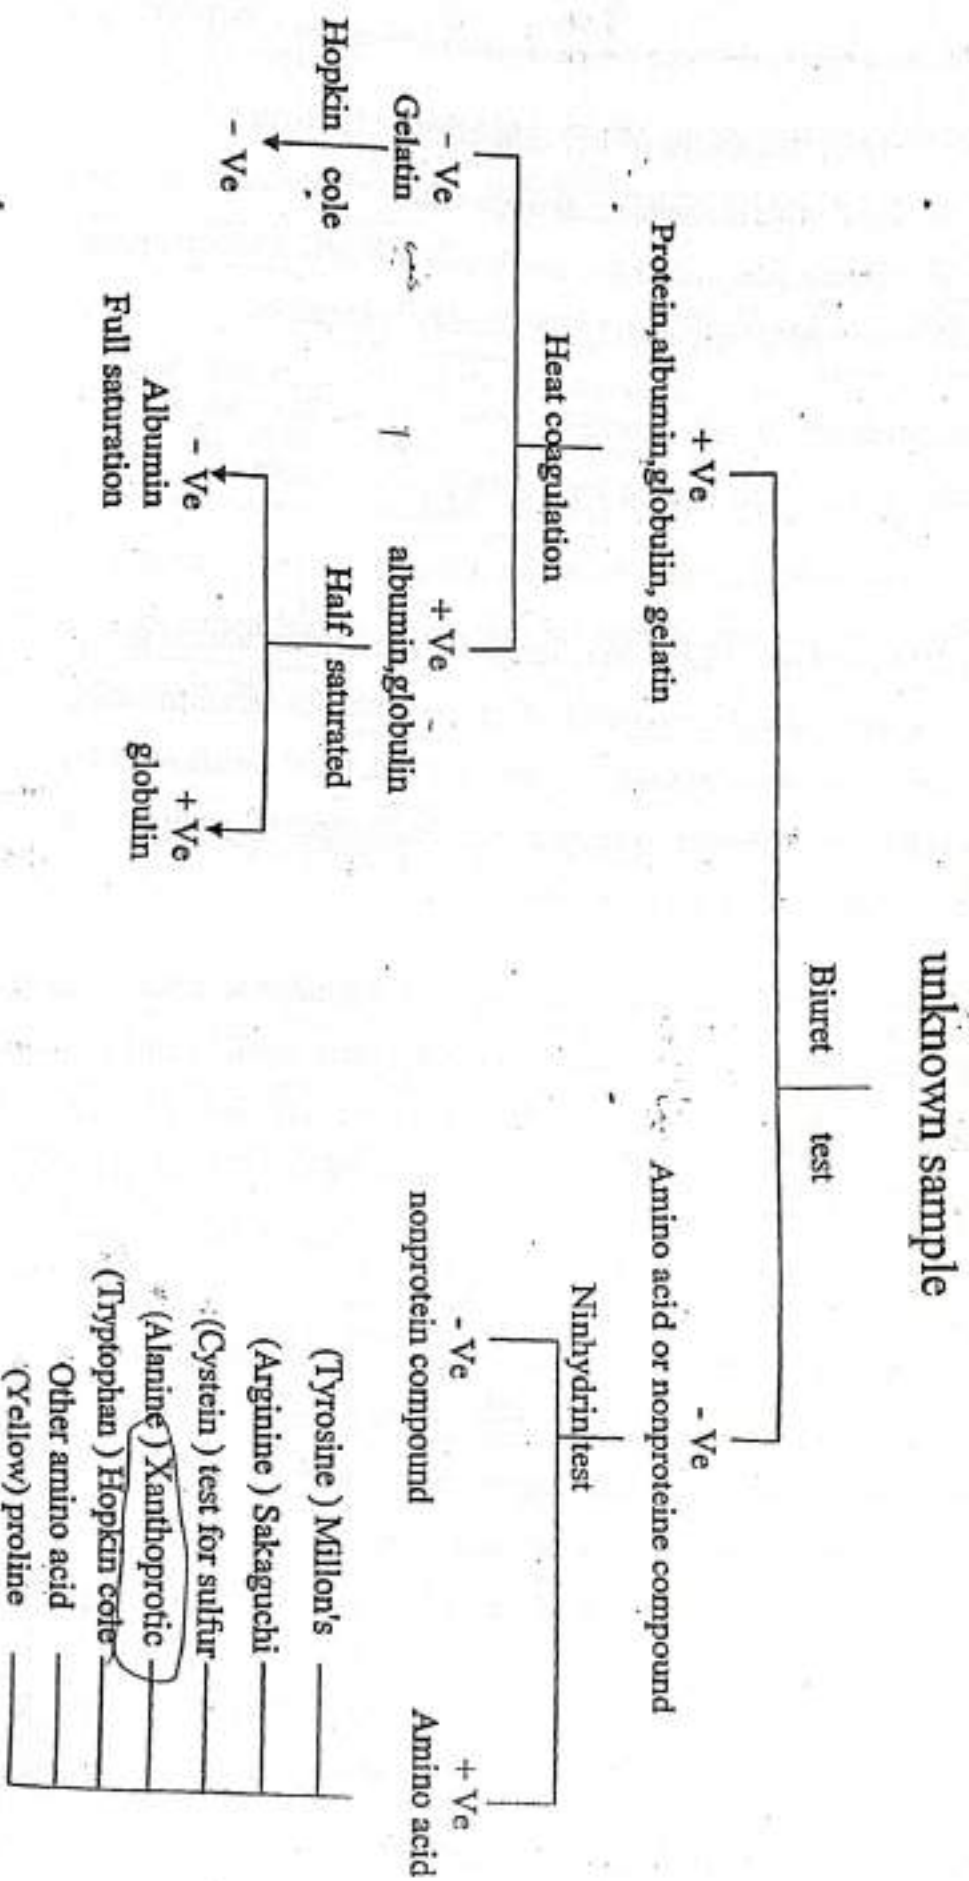 unknown sample
Biuret test
+ Ve
- Ve
Protein,albumin,globulin, gelatin
Amino acid or nonproteine compound
Heat coagulation
Ninhydrin test
- Ve
+ Ve
- Ve
+ Ve
Gelatin
albumin,globulin
nonprotein compound
Amino acid
Hopkin cole
Half saturated
- Ve
- Ve
+ Ve
Albumin
globulin
Full saturation
(Tyrosine ) Millon's
(Arginine ) Sakaguchi
(Cystein ) test for sulfur
(Alanine ) Xanthoprotic
(Tryptophan ) Hopkin cole
Other amino acid
(Yellow) proline